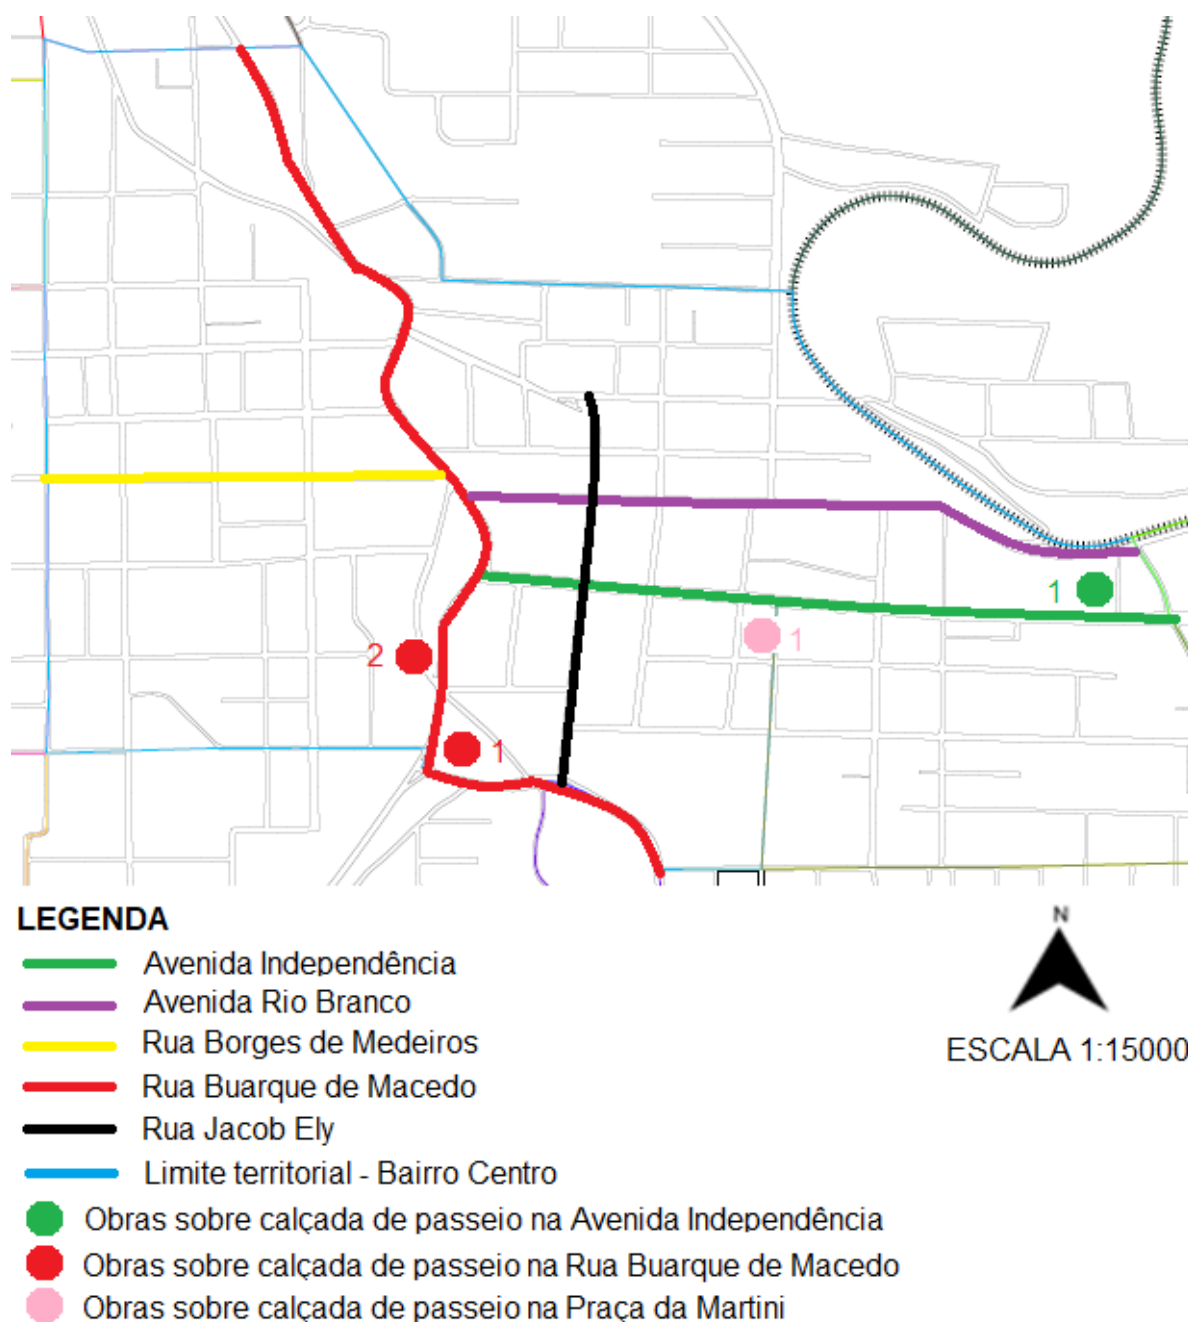 1
2
1
1
LEGENDA
N
Avenida Independência
Avenida Rio Branco
Rua Borges de Medeiros
ESCALA 1:15000
Rua Buarque de Macedo
Rua Jacob Ely
Limite territorial - Bairro Centro
Obras sobre calçada de passeio na Avenida Independência
Obras sobre calçada de passeio na Rua Buarque de Macedo
Obras sobre calçada de passeio na Praça da Martini